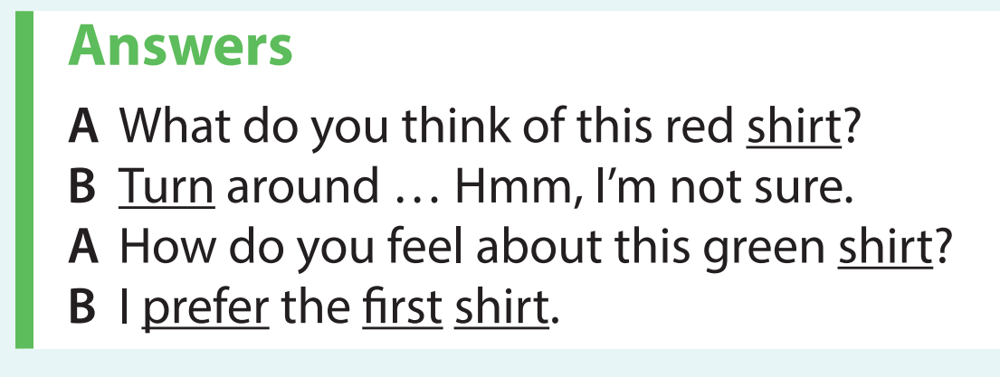 Answers
A What do you think of this red shirt?
B Turn around … Hmm, I'm not sure.
A How do you feel about this green shirt?
B I prefer the first shirt.